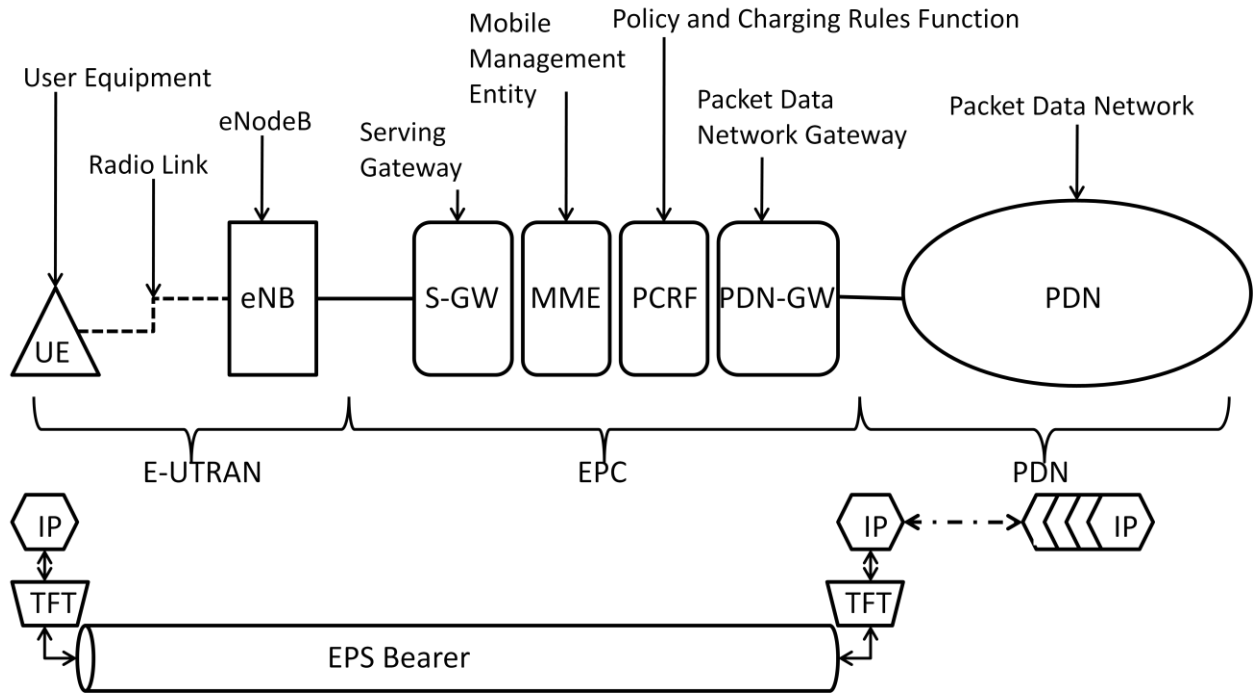 Policy and Charging Rules Function
Mobile
Management
Entity
User Equipment
Packet Data
Network Gateway
Packet Data Network
eNodeB
Serving
Gateway
Radio Link
UE
eNB
S-GW
MME
PCRF
PDN-GW
PDN
E-UTRAN
EPC
PDN
IP
IP
IP
TFT
TFT
EPS Bearer